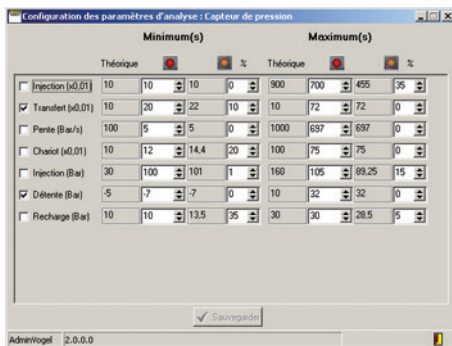 Configuration des paramètres d'analyse : Capteur de pression
Minimum(s) Maximum(s)
Théorique % Théorique %
Injection (x0,01) 10 10 10 0 900 700 455 35
Transfert (x0,01) 10 20 22 10 10 72 72 0
Pente (Bar/s) 100 5 5 0 1000 697 697 0
Chariot (x0,01) 10 12 14,4 20 100 75 75 0
Injection (Bar) 30 100 101 1 160 105 89,25 15
Détente (Bar) -5 -7 -7 0 10 32 32 0
Recharge (Bar) 10 10 13,5 35 30 30 28,5 5
Sauvegarder
AdminVogel 2.0.0.0